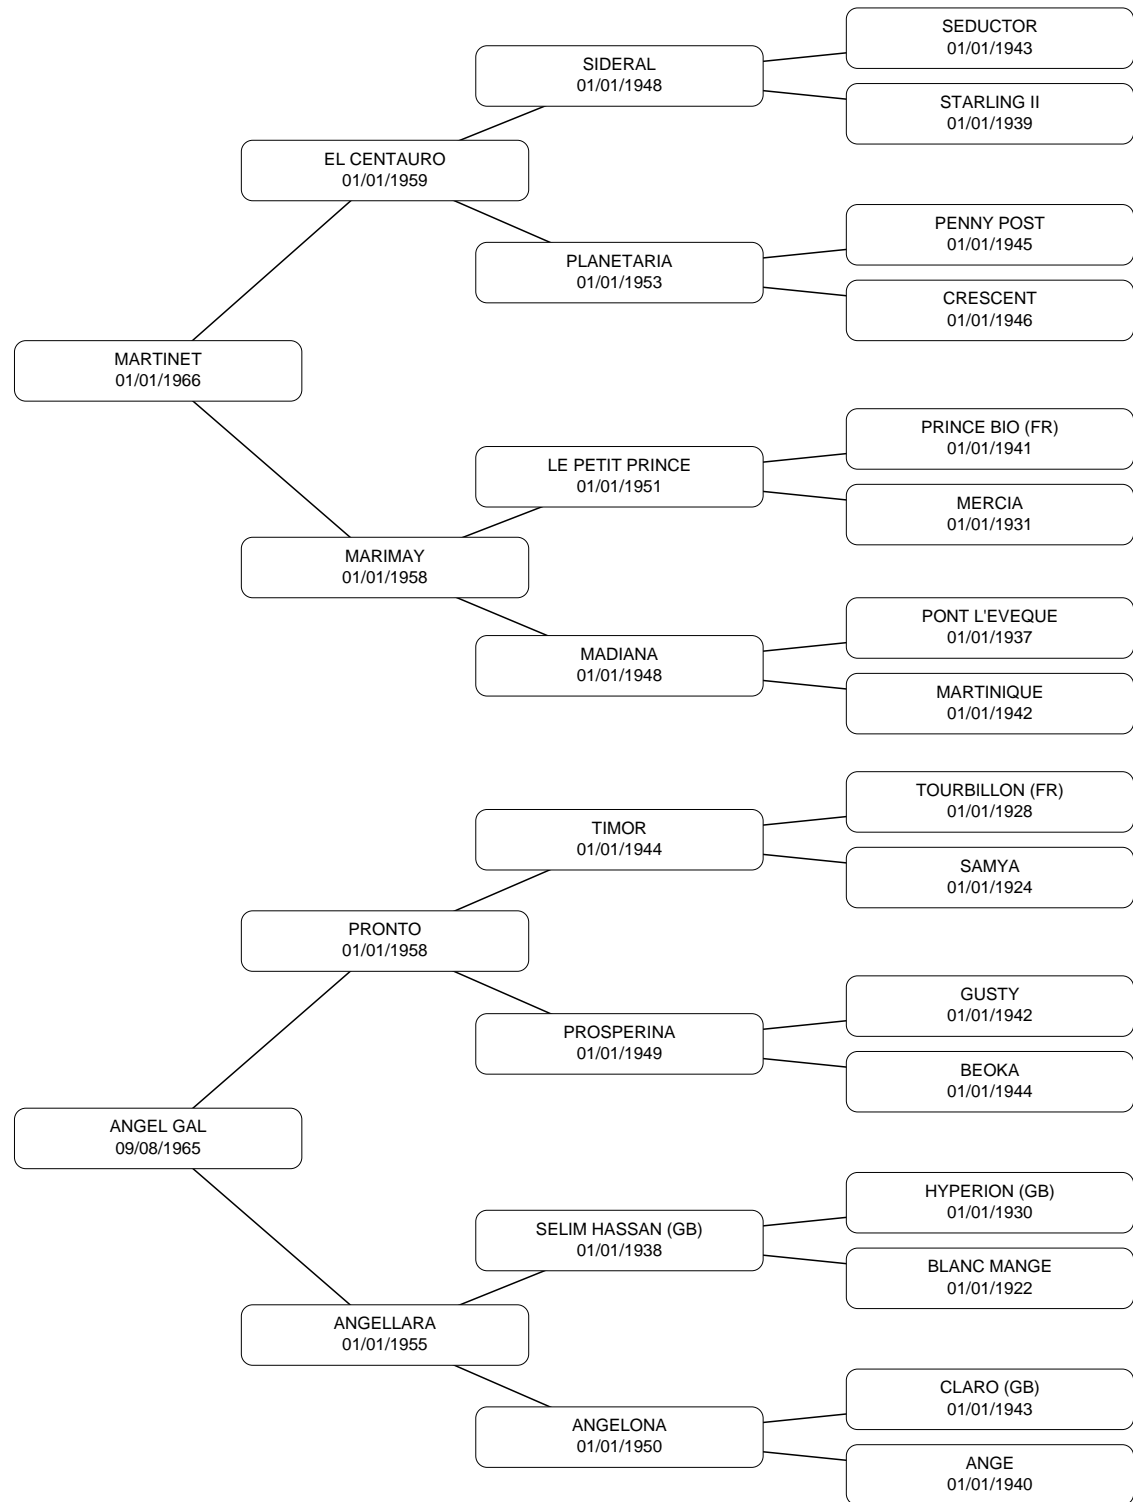 SEDUCTOR
01/01/1943
SIDERAL
01/01/1948
STARLING II
01/01/1939
EL CENTAURO
01/01/1959
PENNY POST
01/01/1945
PLANETARIA
01/01/1953
CRESCENT
01/01/1946
MARTINET
01/01/1966
PRINCE BIO (FR)
01/01/1941
LE PETIT PRINCE
01/01/1951
MERCIA
01/01/1931
MARIMAY
01/01/1958
PONT L'EVEQUE
01/01/1937
MADIANA
01/01/1948
MARTINIQUE
01/01/1942
TOURBILLON (FR)
01/01/1928
TIMOR
01/01/1944
SAMYA
01/01/1924
PRONTO
01/01/1958
GUSTY
01/01/1942
PROSPERINA
01/01/1949
BEOKA
01/01/1944
ANGEL GAL
09/08/1965
HYPERION (GB)
01/01/1930
SELIM HASSAN (GB)
01/01/1938
BLANC MANGE
01/01/1922
ANGELLARA
01/01/1955
CLARO (GB)
01/01/1943
ANGELONA
01/01/1950
ANGE
01/01/1940